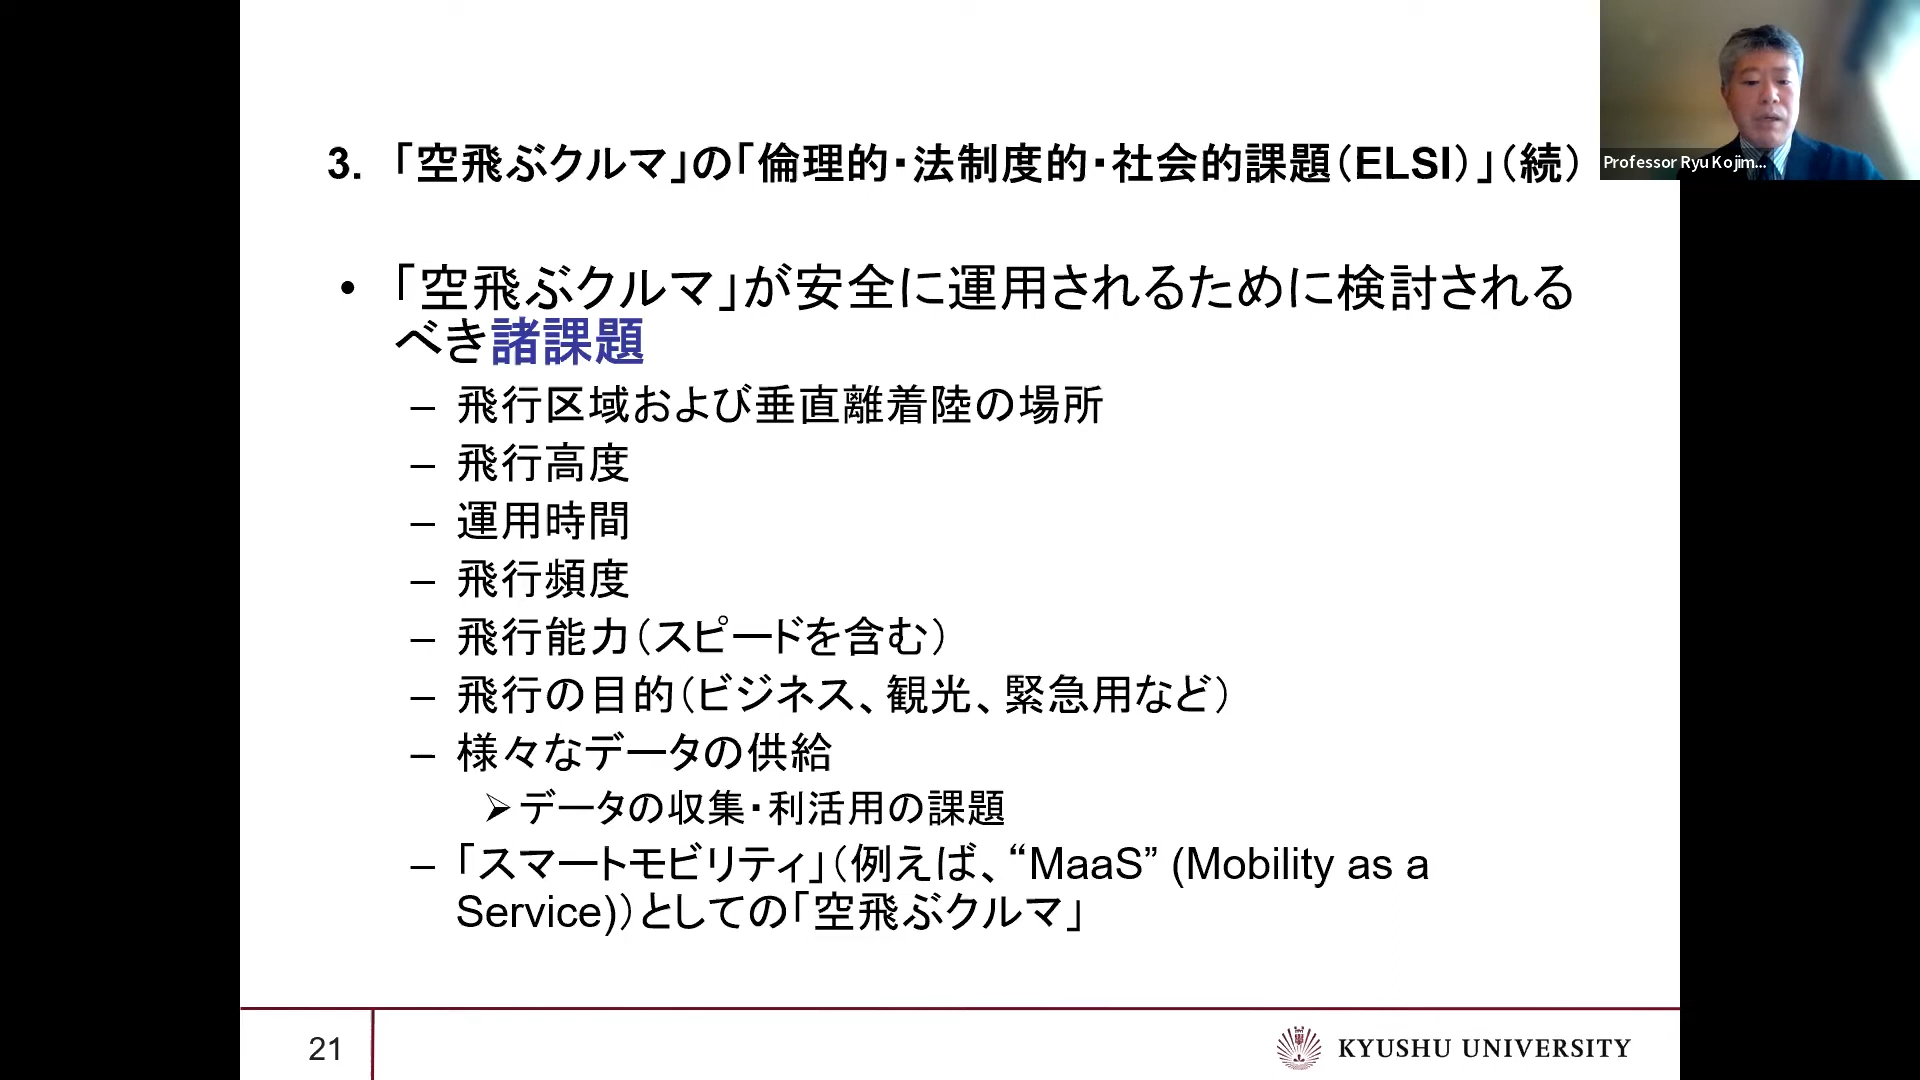 3. 「空飛ぶクルマ」の「倫理的・法制度的・社会的課題（ELSI）」（続）
Professor Ryu Kojim...
• 「空飛ぶクルマ」が安全に運用されるために検討される
べき諸課題
– 飛行区域および垂直離着陸の場所
– 飛行高度
– 運用時間
– 飛行頻度
– 飛行能力（スピードを含む）
– 飛行の目的（ビジネス、観光、緊急用など）
– 様々なデータの供給
➢データの収集・利活用の課題
– 「スマートモビリティ」（例えば、“MaaS” (Mobility as a
Service)）としての「空飛ぶクルマ」
21
KYUSHU UNIVERSITY